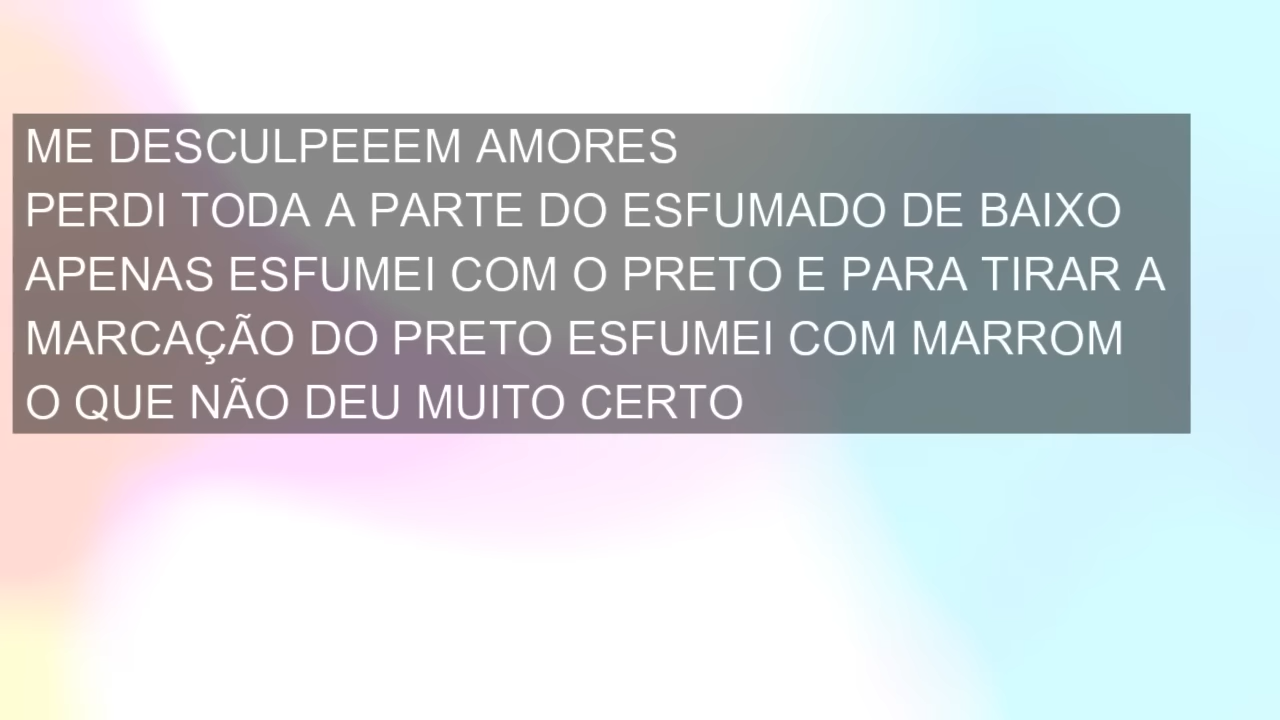 ME DESCULPEEEM AMORES
PERDI TODA A PARTE DO ESFUMADO DE BAIXO
APENAS ESFUMEI COM O PRETO E PARA TIRAR A
MARCAÇÃO DO PRETO ESFUMEI COM MARROM
O QUE NÃO DEU MUITO CERTO